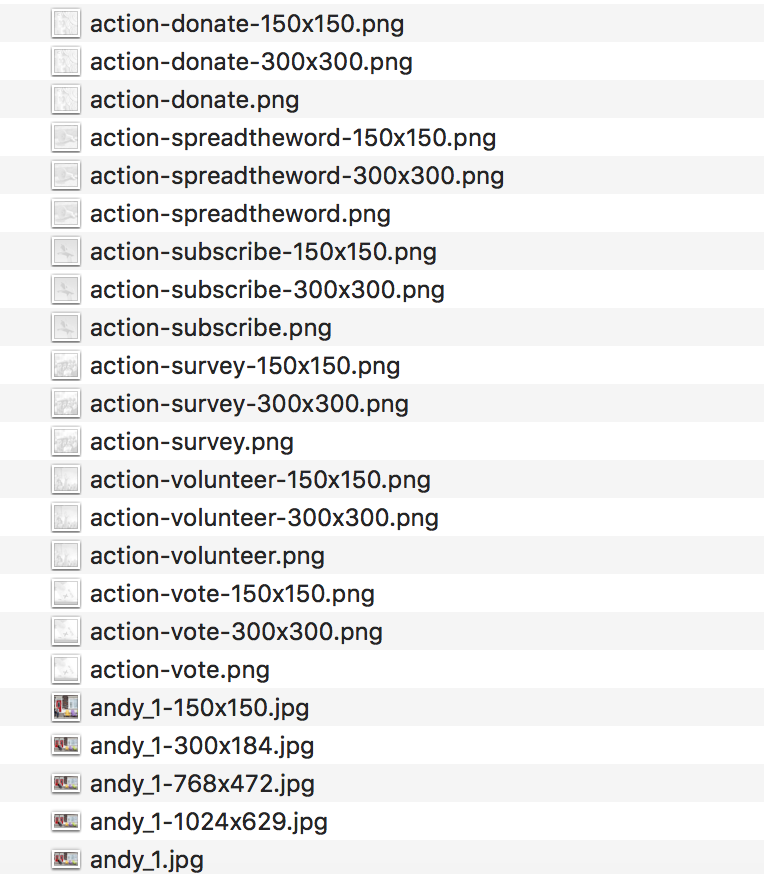 action-donate-150x150.png
action-donate-300x300.png
action-donate.png
action-spreadtheword-150x150.png
action-spreadtheword-300x300.png
action-spreadtheword.png
action-subscribe-150x150.png
action-subscribe-300x300.png
action-subscribe.png
action-survey-150x150.png
action-survey-300x300.png
action-survey.png
action-volunteer-150x150.png
action-volunteer-300x300.png
action-volunteer.png
action-vote-150x150.png
action-vote-300x300.png
action-vote.png
andy_1-150x150.jpg
andy_1-300x184.jpg
andy_1-768x472.jpg
andy_1-1024x629.jpg
andy_1.jpg